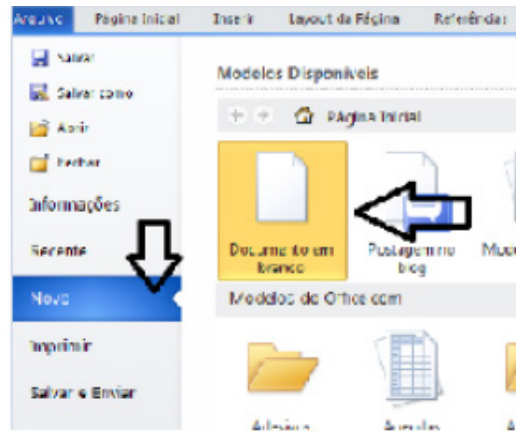 Arquivo Página Inicial Inserir Layout da Página Referências
Salvar
Salvar como
Abrir
Fechar
Informações
Recente
Novo
Imprimir
Salvar e Enviar
Modelos Disponíveis
Página Inicial
Documento em
branco
Postagem no
blog
Modelos do Office.com